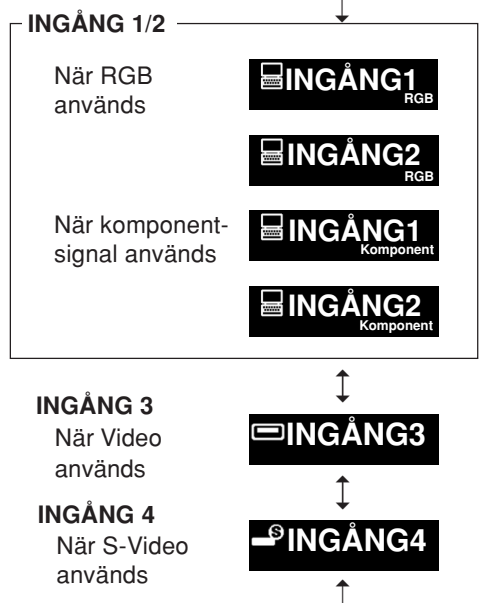 INGÅNG 1/2
När RGB
används
INGÅNG1
RGB
INGÅNG2
RGB
När komponent-
signal används
INGÅNG1
Komponent
INGÅNG2
Komponent
INGÅNG 3
När Video
används
INGÅNG3
INGÅNG 4
När S-Video
används
S
INGÅNG4